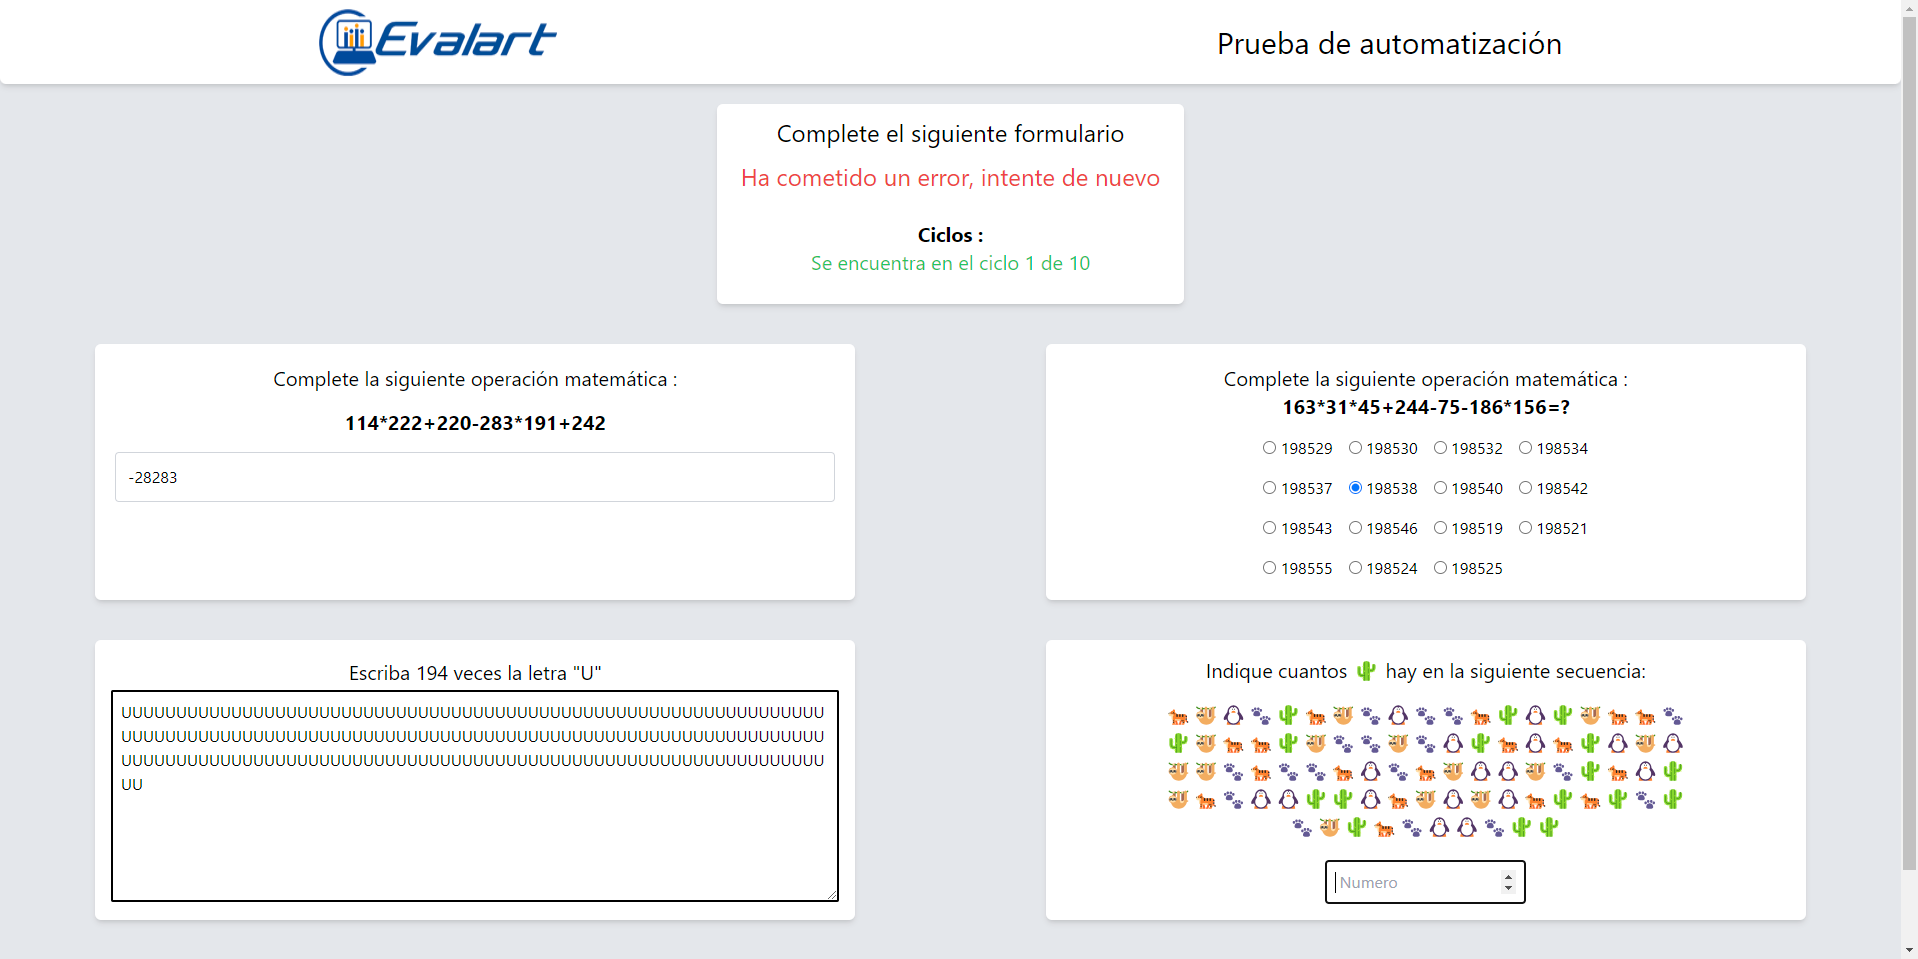 Evalart
Prueba de automatización
Complete el siguiente formulario
Ha cometido un error, intente de nuevo
Ciclos :
Se encuentra en el ciclo 1 de 10
Complete la siguiente operación matemática :
114*222+220-283*191+242
-28283
Complete la siguiente operación matemática :
163*31*45+244-75-186*156=?
198529 198530 198532 198534
198537 198538 198540 198542
198543 198546 198519 198521
198555 198524 198525
Escriba 194 veces la letra "U"
UUUUUUUUUUUUUUUUUUUUUUUUUUUUUUUUUUUUUUUUUUUUUUUUUUUUUUUUUUUUUUUU
UUUUUUUUUUUUUUUUUUUUUUUUUUUUUUUUUUUUUUUUUUUUUUUUUUUUUUUUUUUUUUUU
UUUUUUUUUUUUUUUUUUUUUUUUUUUUUUUUUUUUUUUUUUUUUUUUUUUUUUUUUUUUUUUU
UU
Indique cuantos 🌵 hay en la siguiente secuencia:
Numero